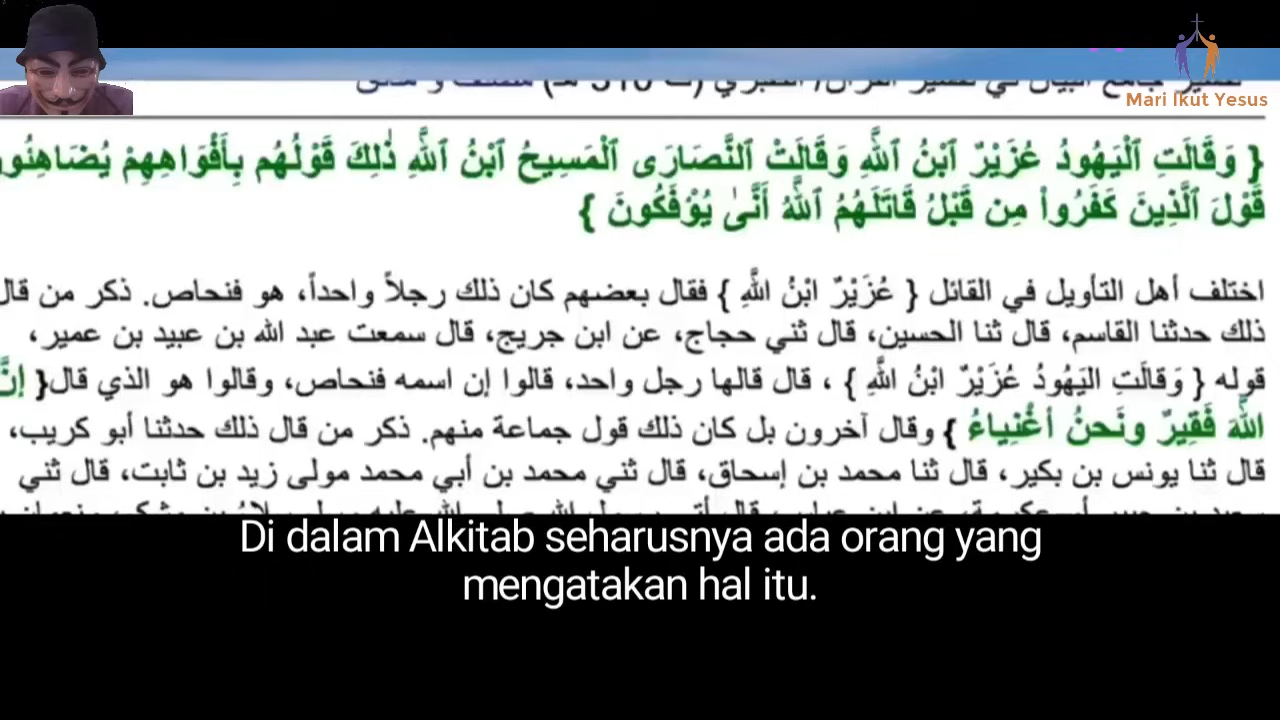 Mari Ikut Yesus
{ وَقَالَتِ ٱلْيَهُودُ عُزَيْرٌ ٱبْنُ ٱللَّهِ وَقَالَتْ ٱلنَّصَارَى ٱلْمَسِيحُ ٱبْنُ ٱللَّهِ ذٰلِكَ قَوْلُهُم بِأَفْوَاهِهِمْ
قَوْلَ ٱلَّذِينَ كَفَرُواْ مِن قَبْلُ قَاتَلَهُمُ ٱللَّهُ أَنَّىٰ يُؤْفَكُونَ }
اختلف أهل التأويل في القائل { عُزَيْرٌ ابْنُ اللَّهِ } فقال بعضهم كان ذلك رجلاً واحداً، هو فنحاص. ذكر من قال
ذلك حدثنا القاسم، قال ثنا الحسين، قال ثني حجاج، عن ابن جريج، قال سمعت عبد الله بن عبيد بن عمير،
قوله { وَقَالَتِ اليَهُودُ عُزَيْرٌ ابْنُ اللَّهِ } ، قال قالها رجل واحد، قالوا إن اسمه فنحاص، وقالوا هو الذي قال{ إنَّ
اللَّهَ فَقِيرٌ ونَحنُ أغْنِياءُ } وقال آخرون بل كان ذلك قول جماعة منهم. ذكر من قال ذلك حدثنا أبو كريب،
قال ثنا يونس بن بكير، قال ثنا محمد بن إسحاق، قال ثني محمد بن أبي محمد مولى زيد بن ثابت، قال ثني
Di dalam Alkitab seharusnya ada orang yang
mengatakan hal itu.